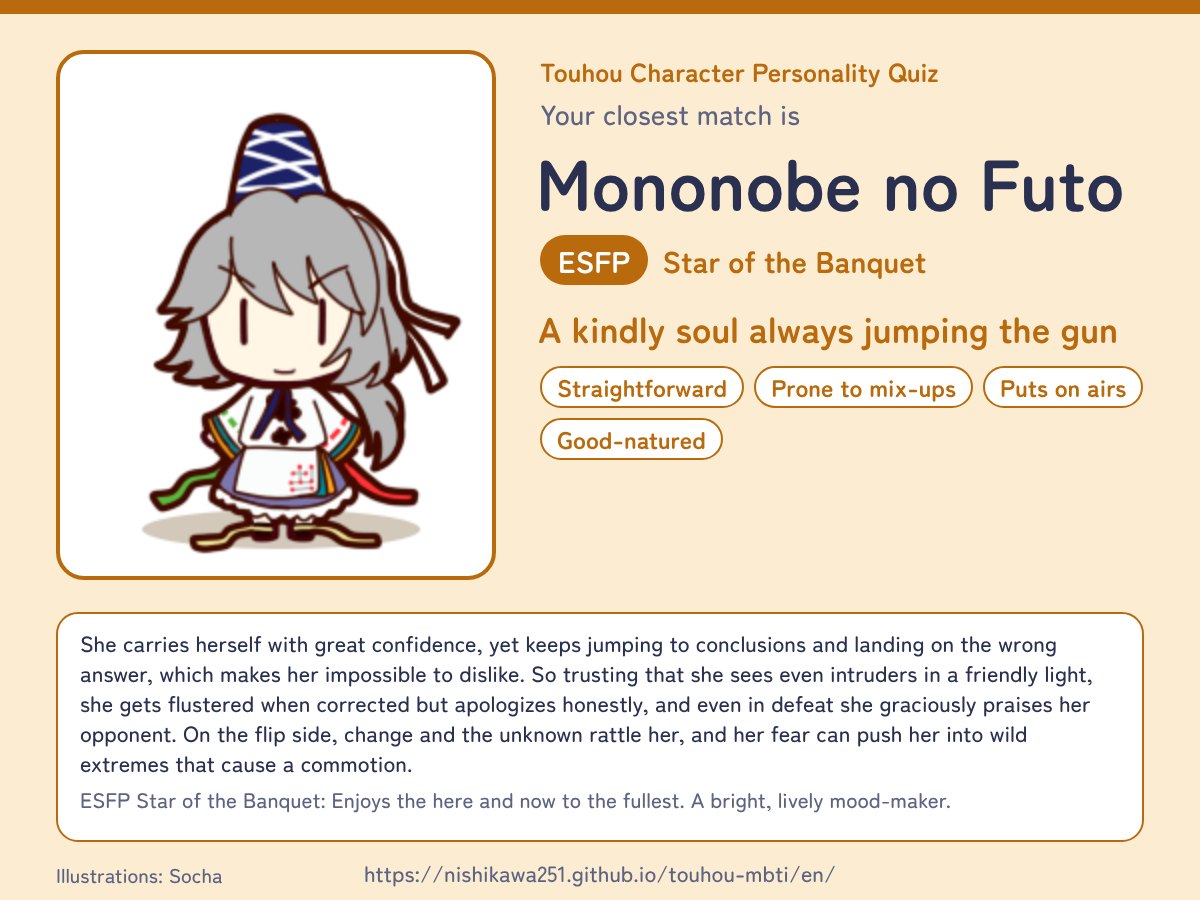 Touhou Character Personality Quiz
Your closest match is
Mononobe no Futo
ESFP Star of the Banquet
A kindly soul always jumping the gun
Straightforward Prone to mix-ups Puts on airs
Good-natured
She carries herself with great confidence, yet keeps jumping to conclusions and landing on the wrong
answer, which makes her impossible to dislike. So trusting that she sees even intruders in a friendly light,
she gets flustered when corrected but apologizes honestly, and even in defeat she graciously praises her
opponent. On the flip side, change and the unknown rattle her, and her fear can push her into wild
extremes that cause a commotion.
ESFP Star of the Banquet: Enjoys the here and now to the fullest. A bright, lively mood-maker.
Illustrations: Socha https://nishikawa251.github.io/touhou-mbti/en/